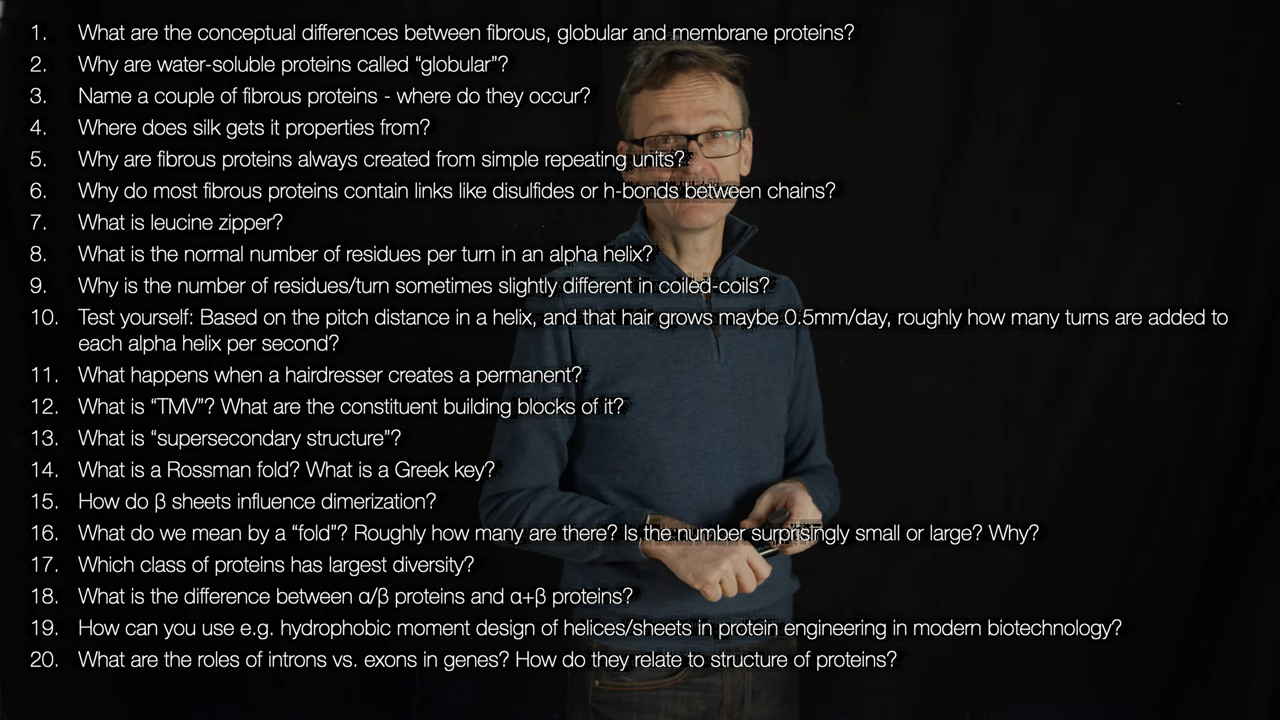 1. What are the conceptual differences between fibrous, globular and membrane proteins?
2. Why are water-soluble proteins called “globular”?
3. Name a couple of fibrous proteins - where do they occur?
4. Where does silk gets it properties from?
5. Why are fibrous proteins always created from simple repeating units?
6. Why do most fibrous proteins contain links like disulfides or h-bonds between chains?
7. What is leucine zipper?
8. What is the normal number of residues per turn in an alpha helix?
9. Why is the number of residues/turn sometimes slightly different in coiled-coils?
10. Test yourself: Based on the pitch distance in a helix, and that hair grows maybe 0.5mm/day, roughly how many turns are added to
each alpha helix per second?
11. What happens when a hairdresser creates a permanent?
12. What is “TMV”? What are the constituent building blocks of it?
13. What is “supersecondary structure”?
14. What is a Rossman fold? What is a Greek key?
15. How do β sheets influence dimerization?
16. What do we mean by a “fold”? Roughly how many are there? Is the number surprisingly small or large? Why?
17. Which class of proteins has largest diversity?
18. What is the difference between α/β proteins and α+β proteins?
19. How can you use e.g. hydrophobic moment design of helices/sheets in protein engineering in modern biotechnology?
20. What are the roles of introns vs. exons in genes? How do they relate to structure of proteins?